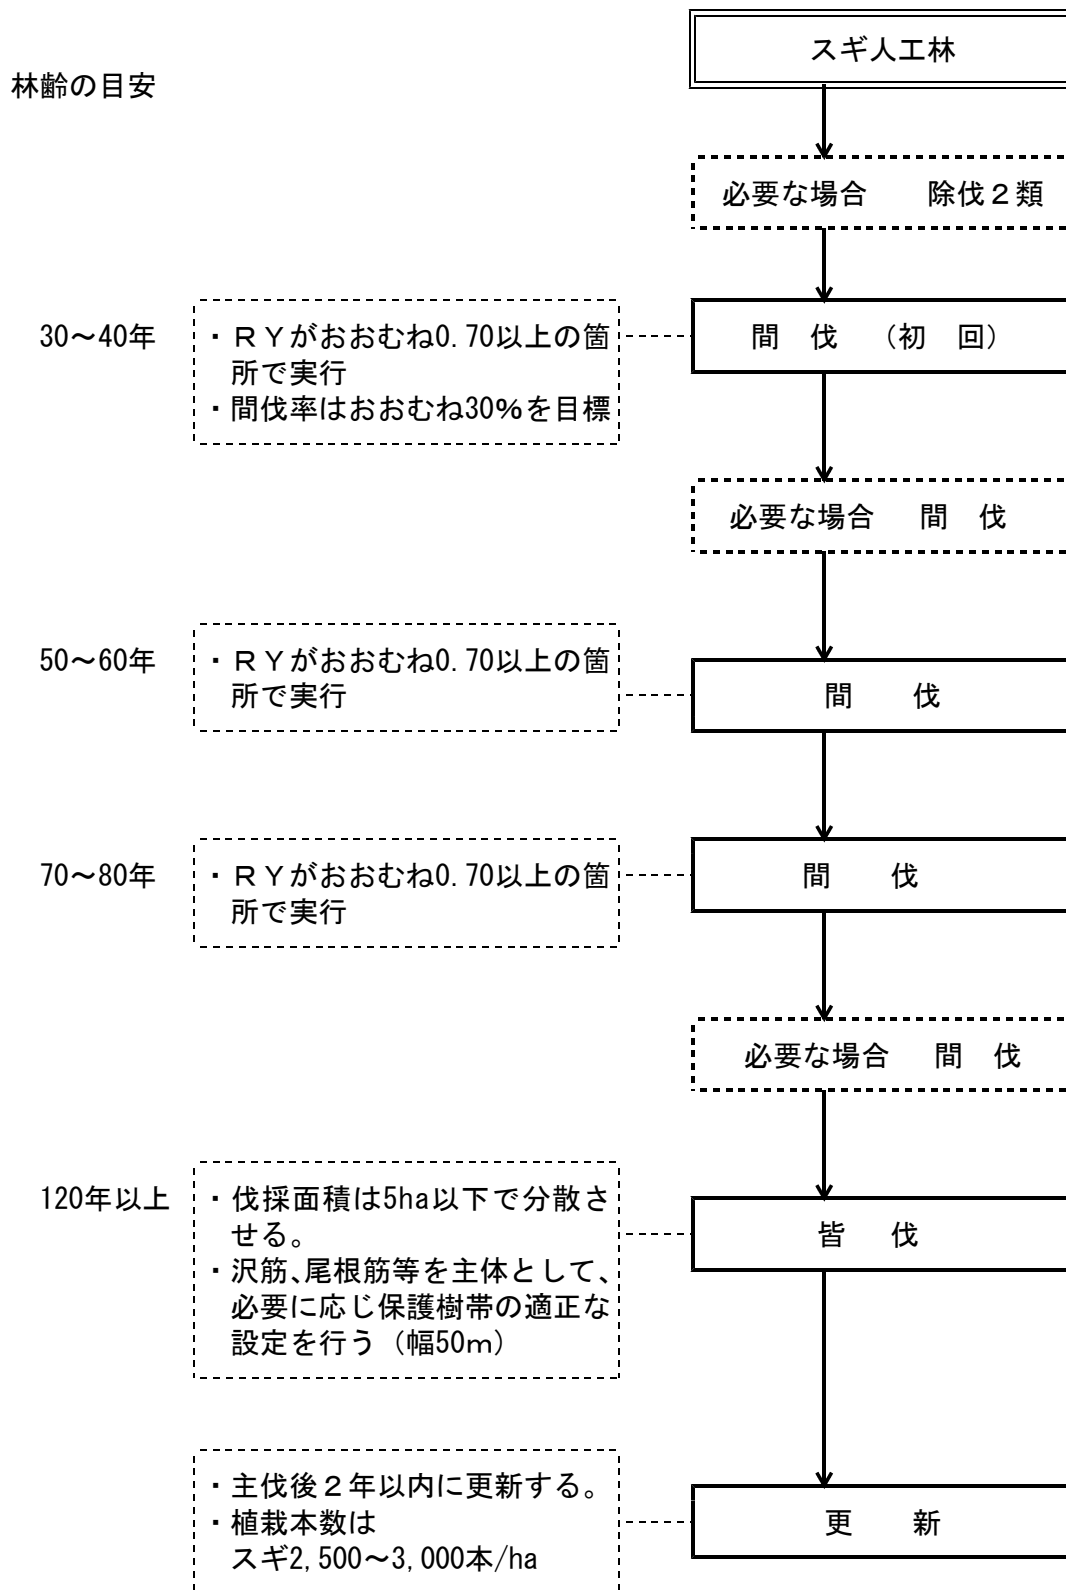 スギ人工林
林齢の目安
必要な場合　　除伐２類
30～40年
・ＲＹがおおむね0.70以上の箇
所で実行
・間伐率はおおむね30％を目標
間　伐　（初　回）
必要な場合　間　伐
50～60年
・ＲＹがおおむね0.70以上の箇
所で実行
間　　伐
70～80年
・ＲＹがおおむね0.70以上の箇
所で実行
間　　伐
必要な場合　間　伐
120年以上
・伐採面積は5ha以下で分散さ
せる。
・沢筋、尾根筋等を主体として、
必要に応じ保護樹帯の適正な
設定を行う（幅50ｍ）
皆　伐
・主伐後２年以内に更新する。
・植栽本数は
スギ2,500～3,000本/ha
更　　新